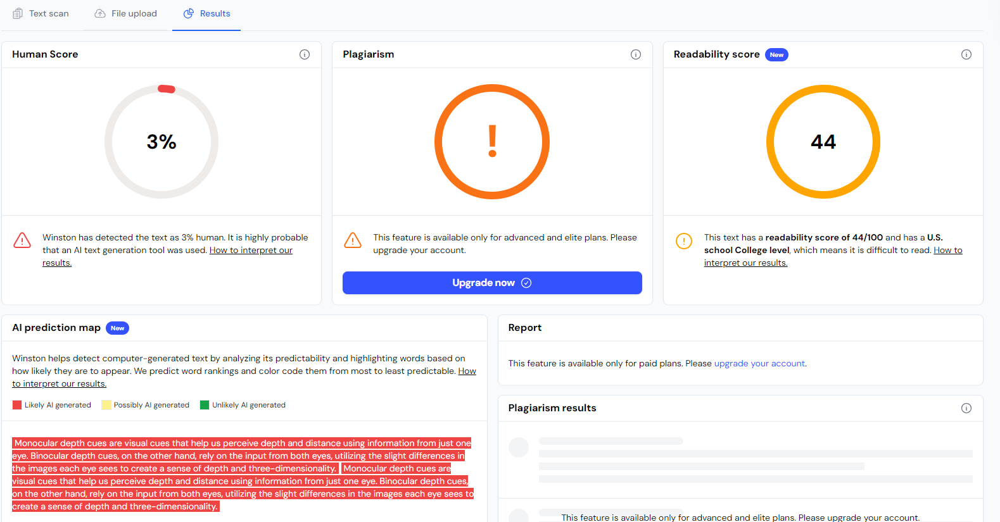 Text scan
File upload
Results
Human Score
3%
Winston has detected the text as 3% human. It is highly probable
that an AI text generation tool was used. How to interpret our
results.
Plagiarism
!
This feature is available only for advanced and elite plans. Please
upgrade your account.
Upgrade now
Readability score New
44
This text has a readability score of 44/100 and has a U.S.
school College level, which means it is difficult to read. How to
interpret our results.
AI prediction map New
Winston helps detect computer-generated text by analyzing its predictability and highlighting words based on
how likely they are to appear. We predict word rankings and color code them from most to least predictable. How
to interpret our results.
Likely AI generated
Possibly AI generated
Unlikely AI generated
Monocular depth cues are visual cues that help us perceive depth and distance using information from just one
eye. Binocular depth cues, on the other hand, rely on the input from both eyes, utilizing the slight differences in
the images each eye sees to create a sense of depth and three-dimensionality. Monocular depth cues are
visual cues that help us perceive depth and distance using information from just one eye. Binocular depth cues,
on the other hand, rely on the input from both eyes, utilizing the slight differences in the images each eye sees to
create a sense of depth and three-dimensionality.
Report
This feature is available only for paid plans. Please upgrade your account.
Plagiarism results
This feature is available only for advanced and elite plans. Please upgrade your account.